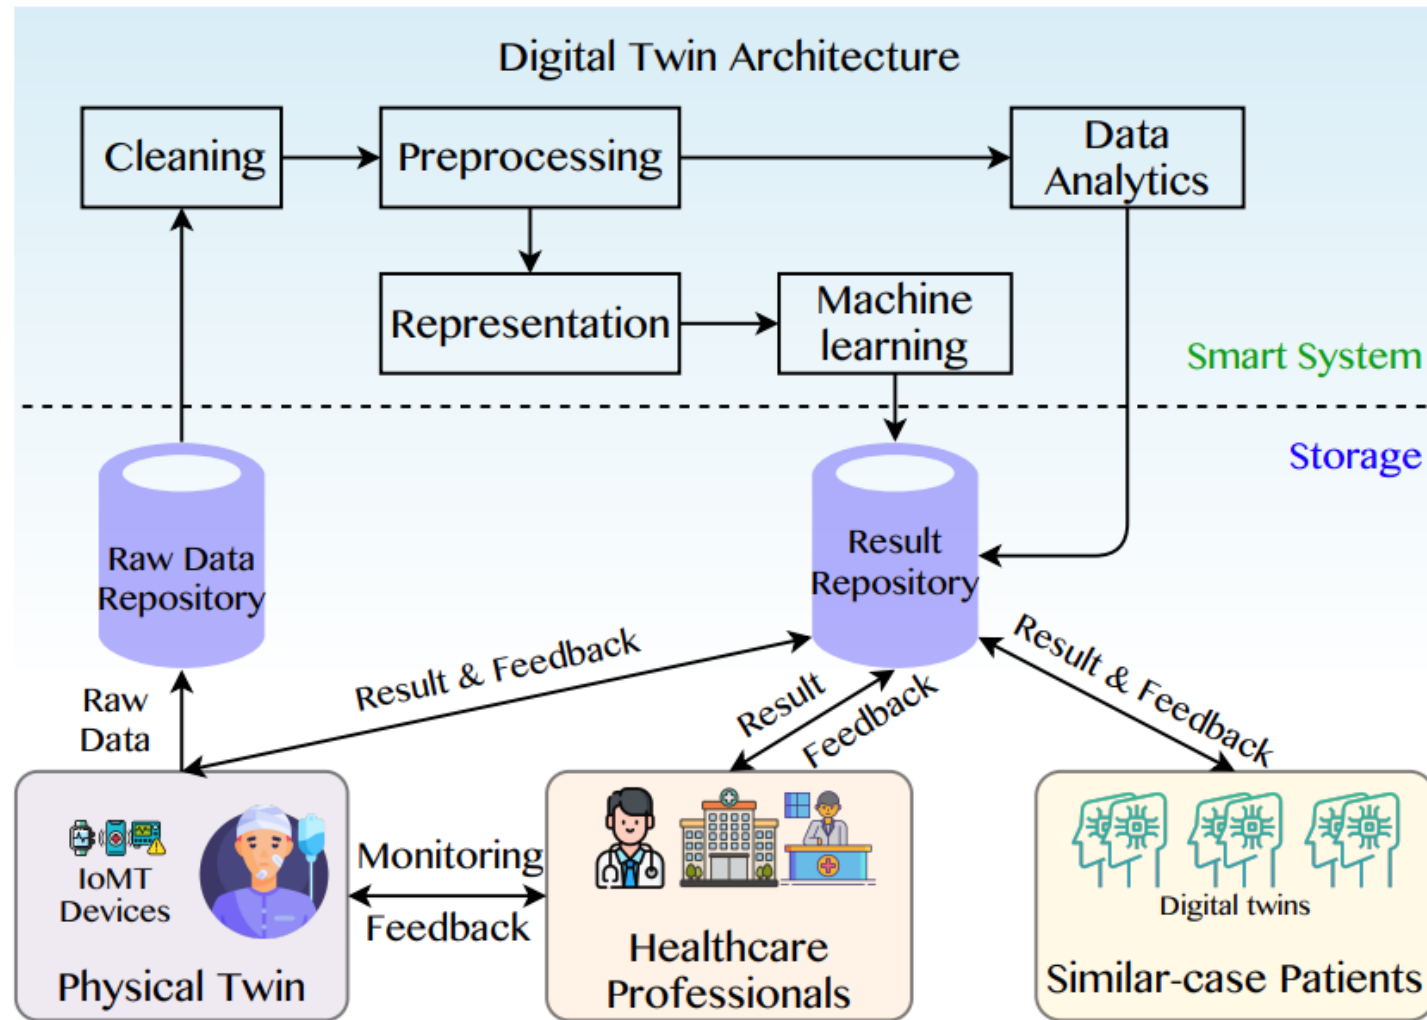 Digital Twin Architecture
Cleaning
Preprocessing
Data
Analytics
Representation
Machine
learning
Smart System
Storage
Raw Data
Repository
Result
Repository
Raw
Data
Result & Feedback
Result
Feedback
Result & Feedback
IoMT
Devices
Physical Twin
Monitoring
Feedback
Healthcare
Professionals
Digital twins
Similar-case Patients